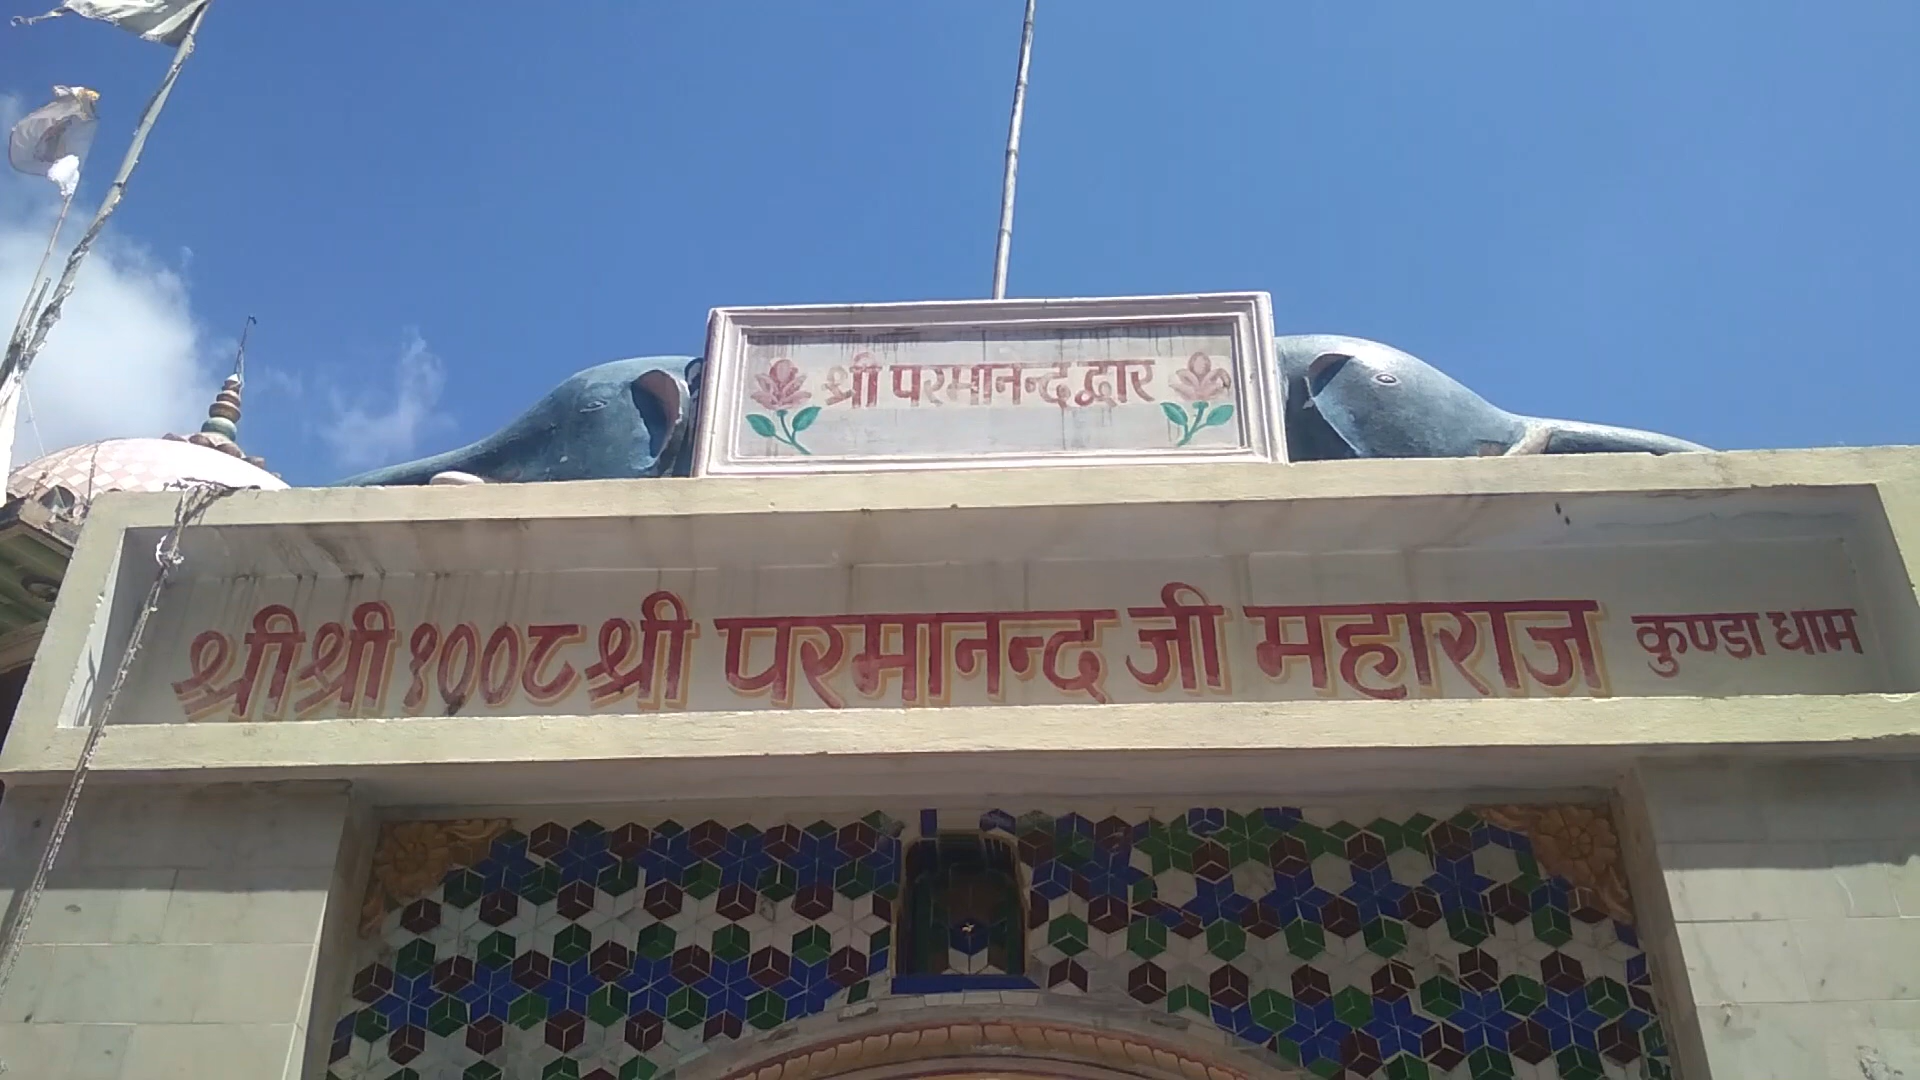 श्री परमानन्द द्वार
श्री श्री १००८ श्री परमानन्द जी महाराज कुण्डा धाम